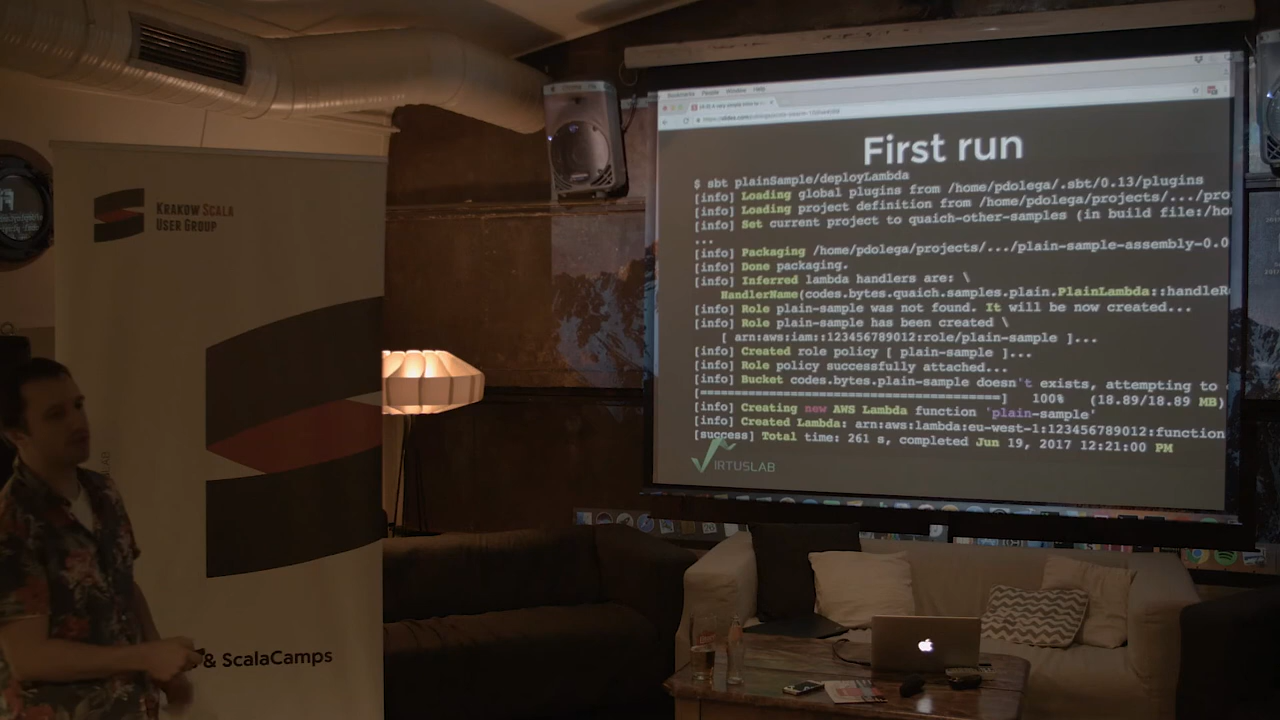 KRAKOW SCALA
USER GROUP
& ScalaCamps
Bookmarks People Window Help
First run
$ sbt plainSample/deployLambda
[info] Loading global plugins from /home/pdolega/.sbt/0.13/plugins
[info] Loading project definition from /home/pdolega/projects/.../pro
[info] Set current project to quaich-other-samples (in build file:/ho
...
[info] Packaging /home/pdolega/projects/.../plain-sample-assembly-0.0
[info] Done packaging.
[info] Inferred lambda handlers are: \
HandlerName(codes.bytes.quaich.samples.plain.PlainLambda::handleRe
[info] Role plain-sample was not found. It will be now created...
[info] Role plain-sample has been created \
[ arn:aws:iam::123456789012:role/plain-sample ]...
[info] Created role policy [ plain-sample ]...
[info] Role policy successfully attached...
[info] Bucket codes.bytes.plain-sample doesn't exists, attempting to
[==================================] 100% (18.89/18.89 MB)
[info] Creating new AWS Lambda function 'plain-sample'
[info] Created Lambda: arn:aws:lambda:eu-west-1:123456789012:function
[success] Total time: 261 s, completed Jun 19, 2017 12:21:00 PM
VIRTUSLAB